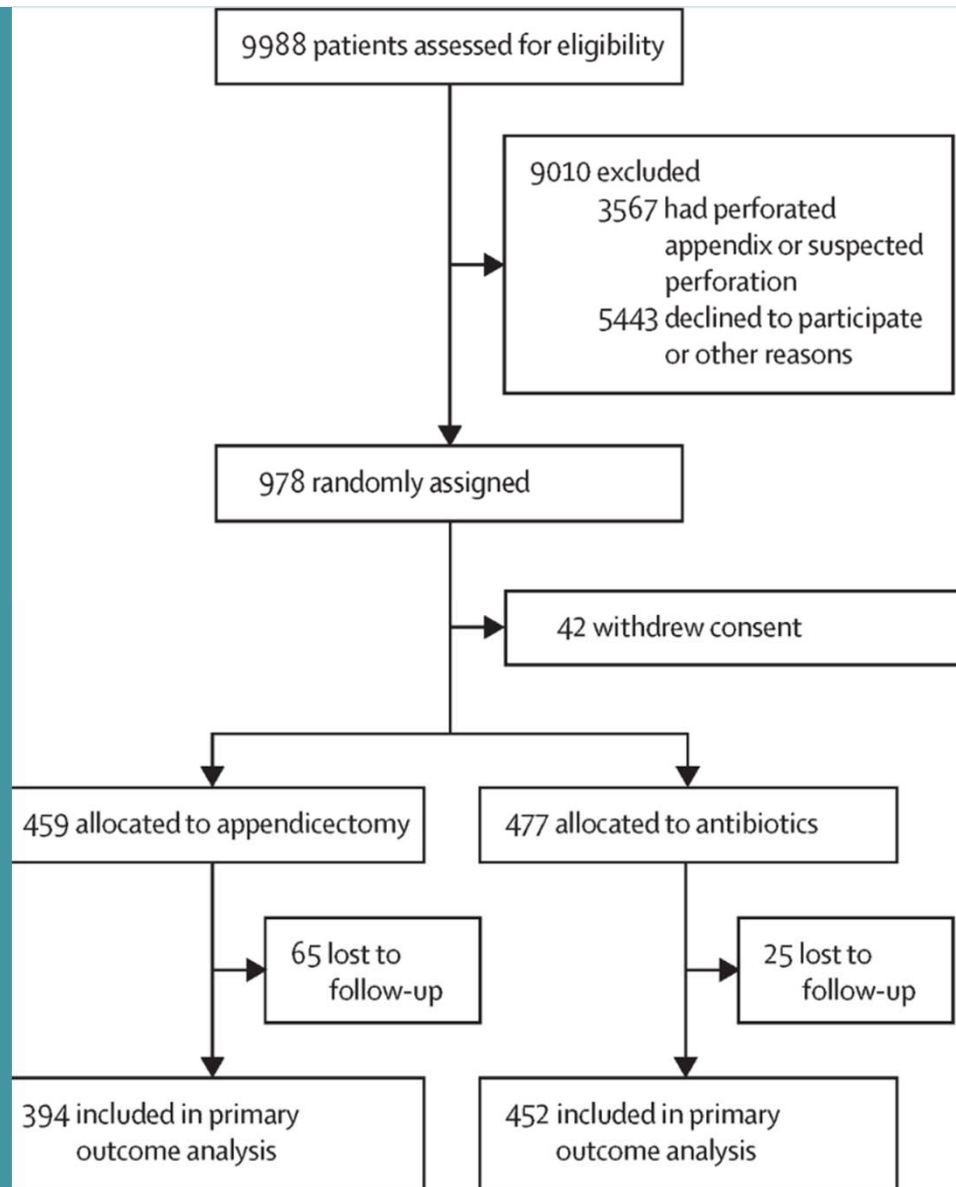 9988 patients assessed for eligibility
9010 excluded
3567 had perforated
appendix or suspected
perforation
5443 declined to participate
or other reasons
978 randomly assigned
42 withdrew consent
459 allocated to appendicectomy
477 allocated to antibiotics
65 lost to
follow-up
25 lost to
follow-up
394 included in primary
outcome analysis
452 included in primary
outcome analysis